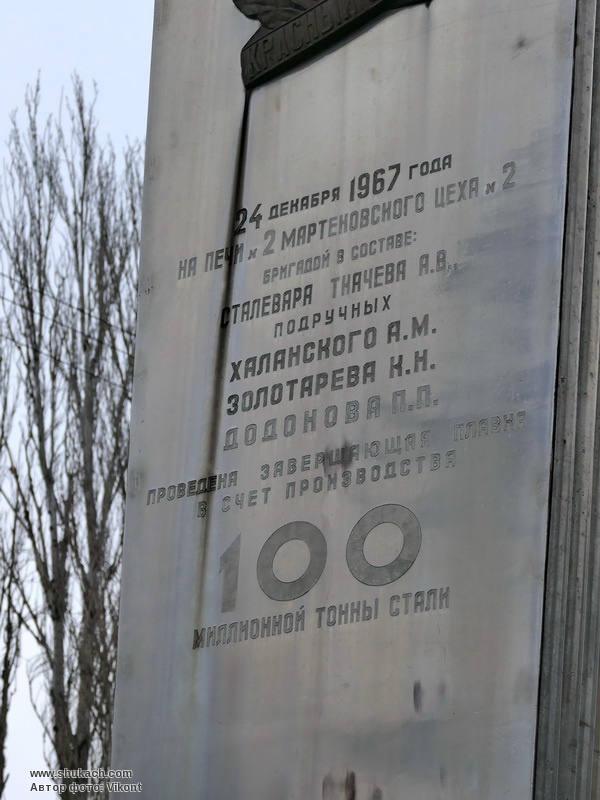 КРАСНЫЙ
24 ДЕКАБРЯ 1967 ГОДА
НА ПЕЧИ № 2 МАРТЕНОВСКОГО ЦЕХА № 2
БРИГАДОЙ В СОСТАВЕ:
СТАЛЕВАРА ТКАЧЕВА А.В.,
ПОДРУЧНЫХ
ХАЛАНСКОГО А.М.
ЗОЛОТАРЕВА К.Н.
ДОДОНОВА П.П.
ПРОВЕДЕНА ЗАВЕРШАЮЩАЯ ПЛАВКА
В СЧЕТ ПРОИЗВОДСТВА
100
МИЛЛИОННОЙ ТОННЫ СТАЛИ
www.shukach.com
Автор фото: Vikont